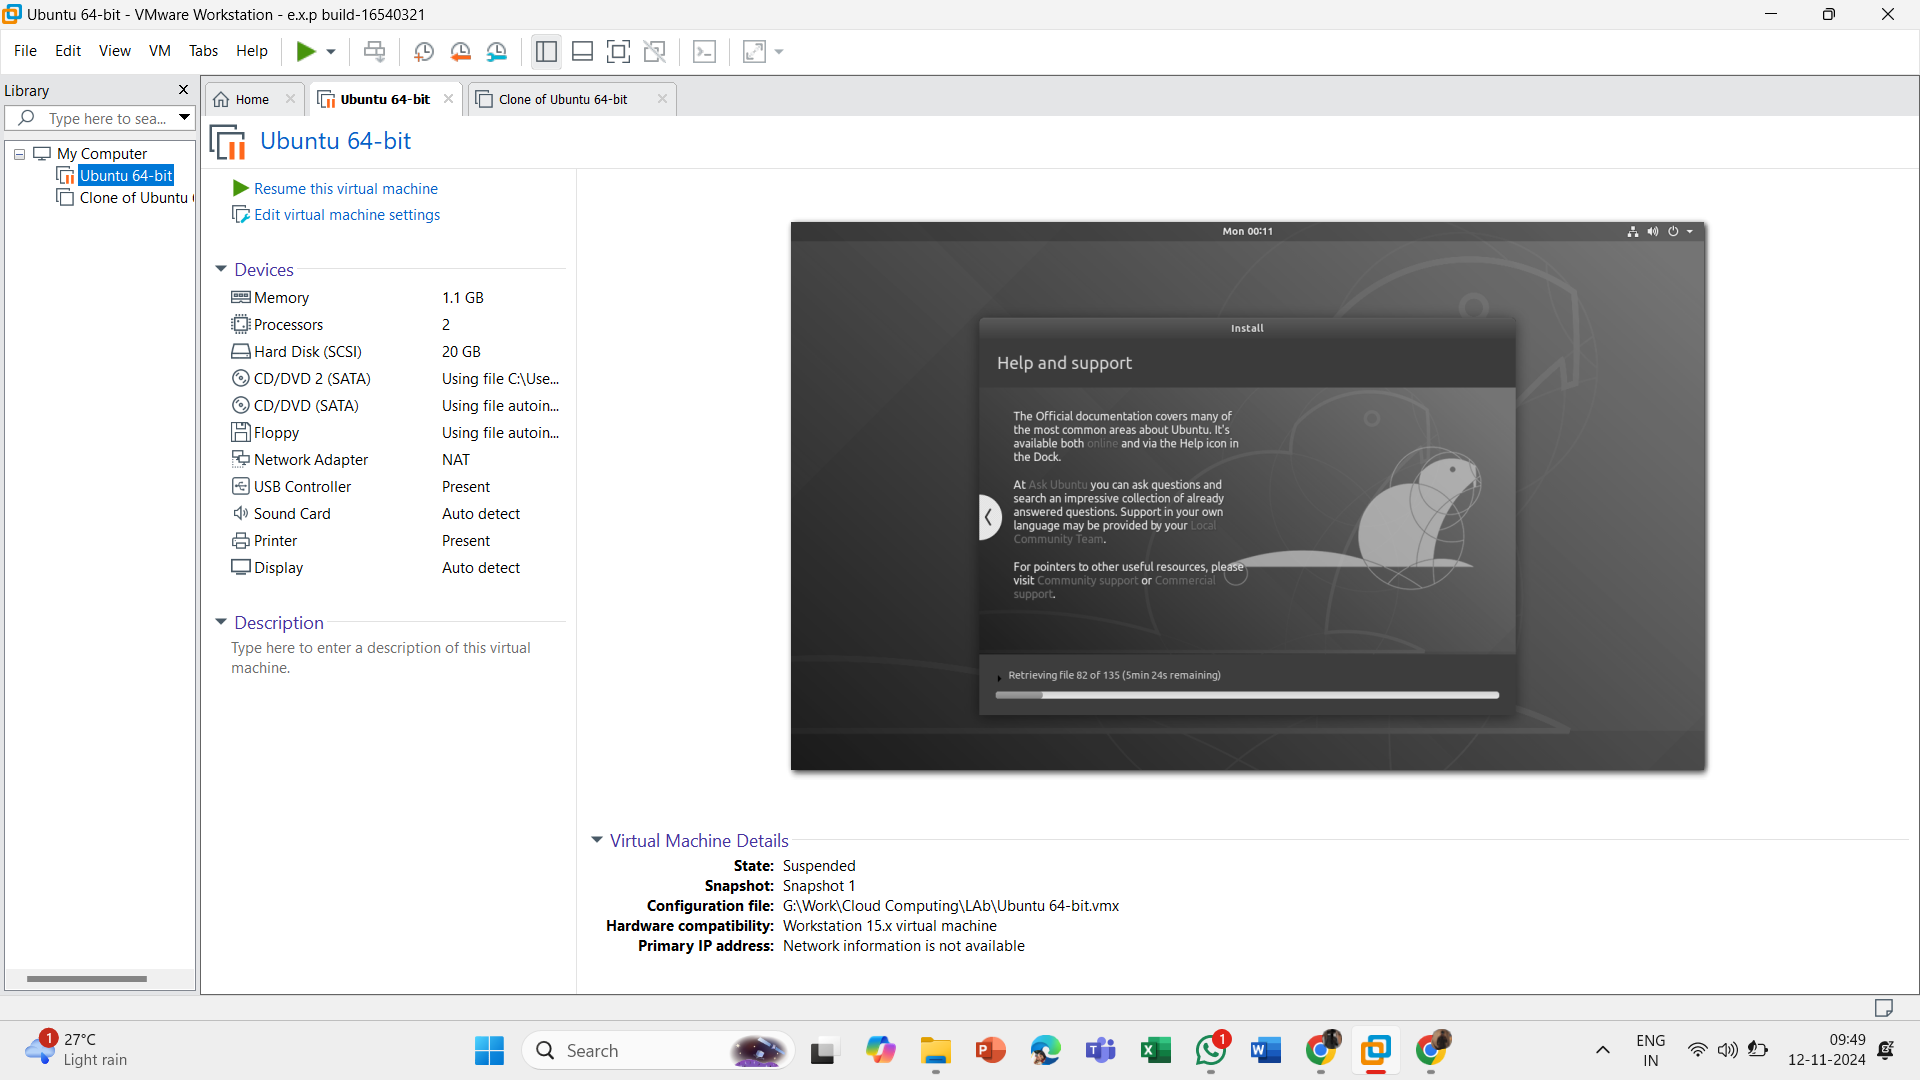 Ubuntu 64-bit - VMware Workstation - e.x.p build-16540321
File Edit View VM Tabs Help
Library
Type here to sea...
My Computer
Ubuntu 64-bit
Clone of Ubuntu
Home
Ubuntu 64-bit
Clone of Ubuntu 64-bit
Ubuntu 64-bit
Resume this virtual machine
Edit virtual machine settings
Devices
Memory 1.1 GB
Processors 2
Hard Disk (SCSI) 20 GB
CD/DVD 2 (SATA) Using file C:\Use...
CD/DVD (SATA) Using file autoin...
Floppy Using file autoin...
Network Adapter NAT
USB Controller Present
Sound Card Auto detect
Printer Present
Display Auto detect
Description
Type here to enter a description of this virtual
machine.
Mon 00:11
Install
Help and support
The Official documentation covers many of
the most common areas about Ubuntu. It's
available both online and via the Help icon in
the Dock.
At Ask Ubuntu you can ask questions and
search an impressive collection of already
answered questions. Support in your own
language may be provided by your Local
Community Team.
For pointers to other useful resources, please
visit Community support or Commercial
support.
Retrieving file 82 of 135 (5min 24s remaining)
Virtual Machine Details
State: Suspended
Snapshot: Snapshot 1
Configuration file: G:\Work\Cloud Computing\LAb\Ubuntu 64-bit.vmx
Hardware compatibility: Workstation 15.x virtual machine
Primary IP address: Network information is not available
1
27°C
Light rain
Search
1
ENG
IN
09:49
12-11-2024